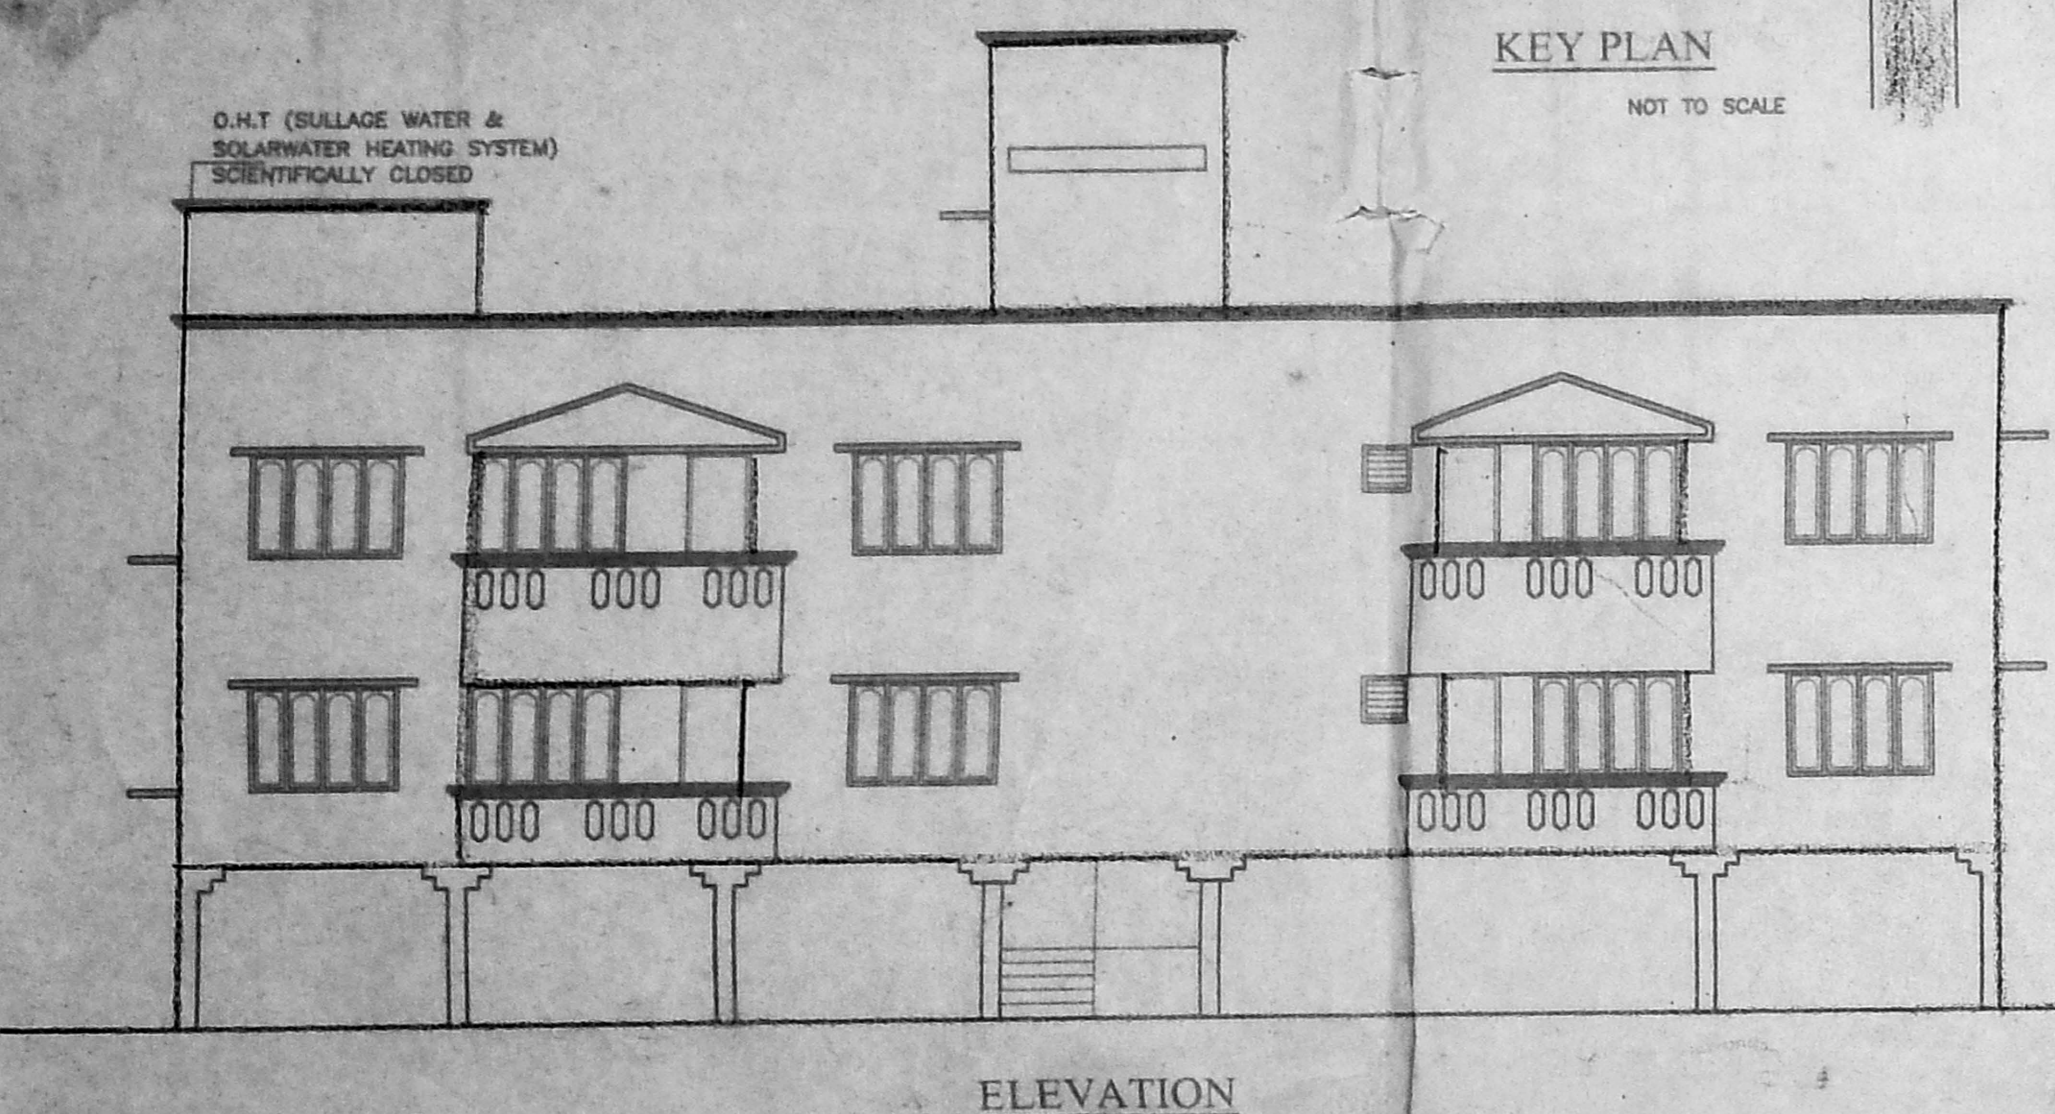 KEY PLAN
NOT TO SCALE
O.H.T (SULLAGE WATER &
SOLARWATER HEATING SYSTEM)
SCIENTIFICALLY CLOSED
ELEVATION